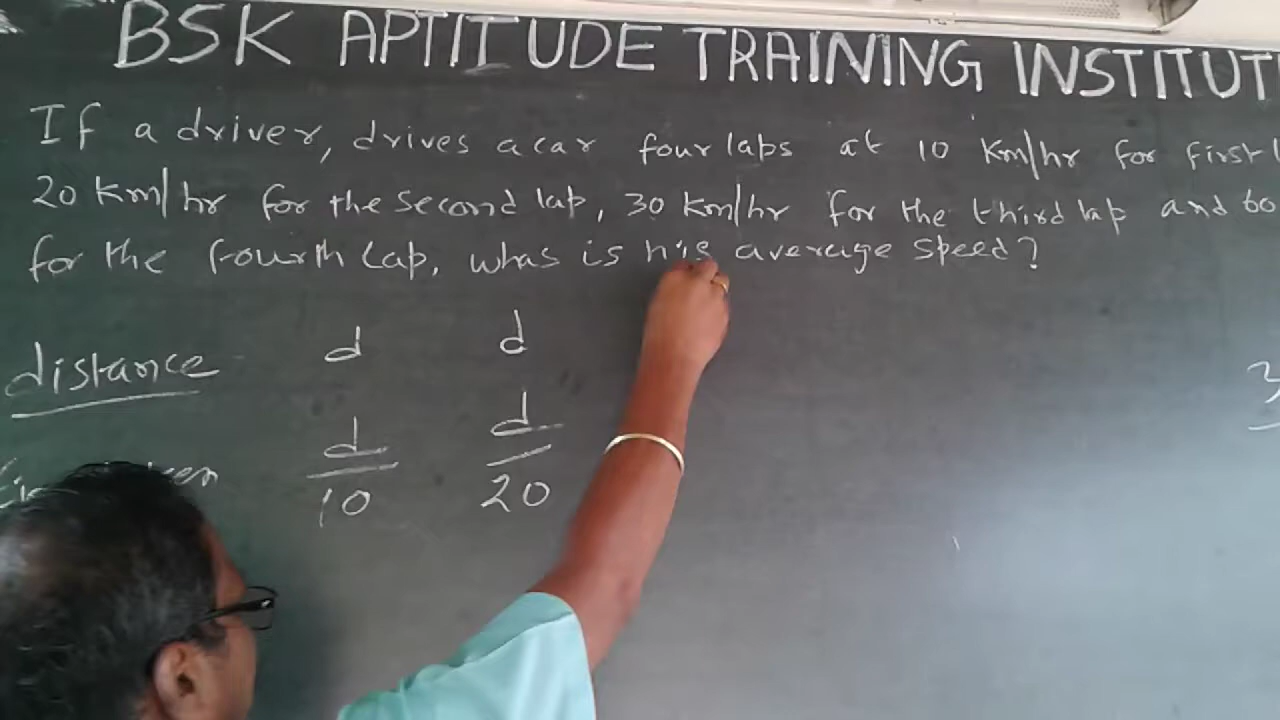 BSK APTITUDE TRAINING INSTITUT
If a driver, drives a car four laps at 10 Km/hr for first
20 km/hr for the second lap, 30 km/hr for the third lap and 60
for the fourth lap. whas is his average speed?
distance d d
d/10 d/20
3